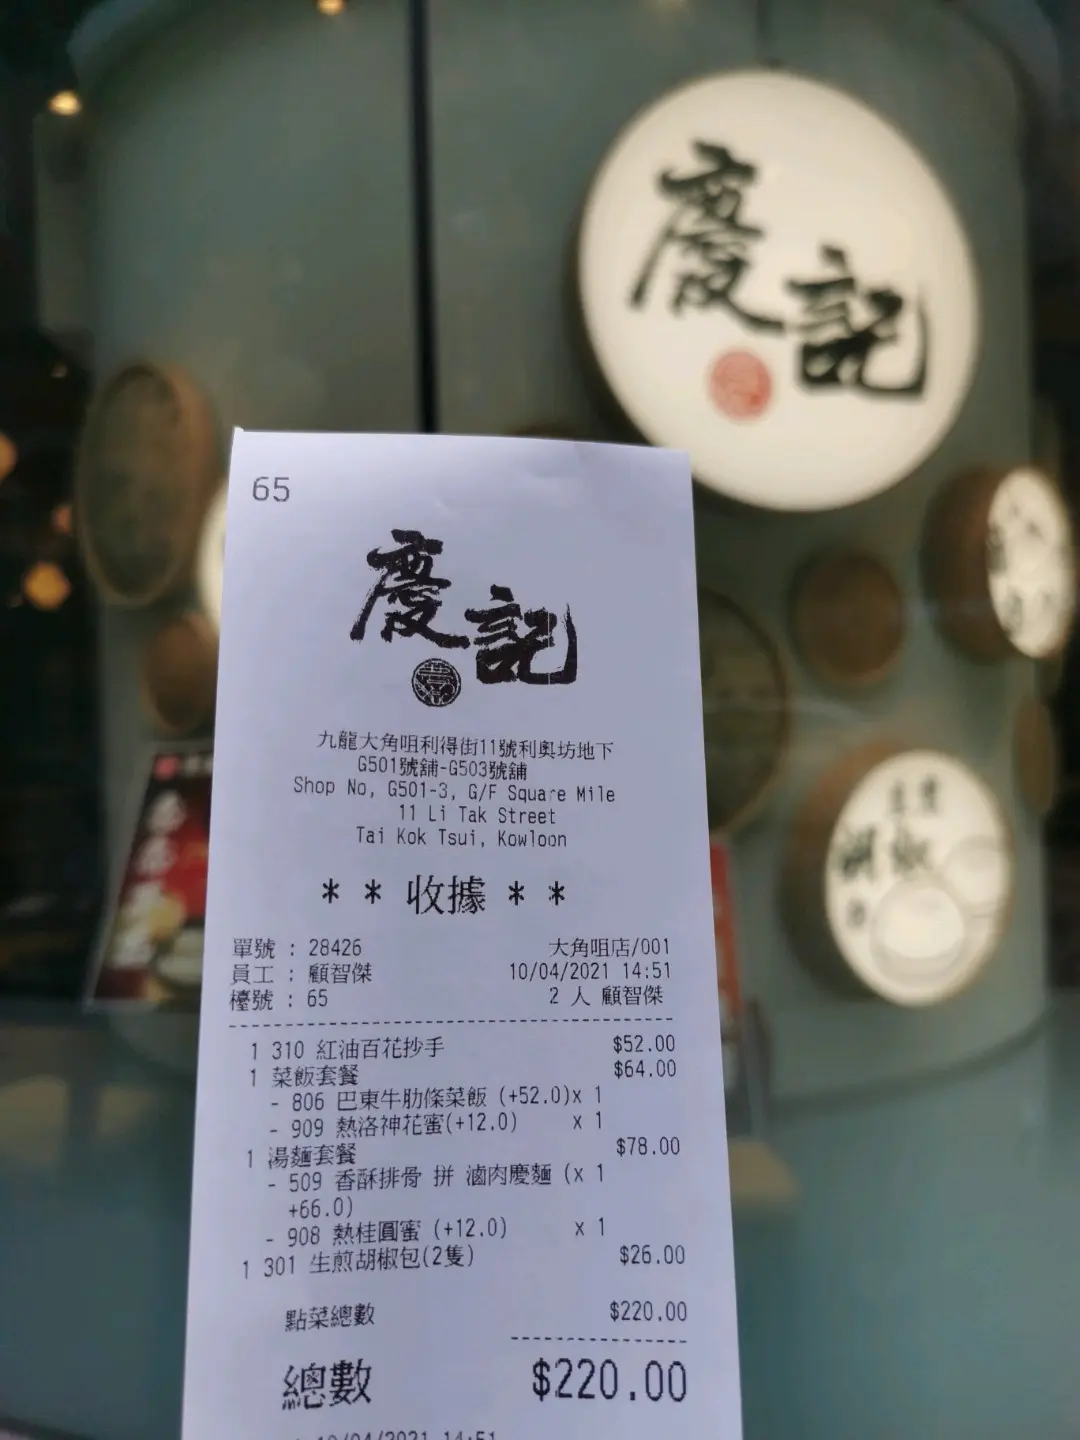 慶記
65
慶記
九龍大角咀利得街11號利奧坊地下
G501號舖-G503號舖
Shop No, G501-3, G/F Square Mile
11 Li Tak Street
Tai Kok Tsui, Kowloon
* * 收據 * *
單號 : 28426 大角咀店/001
員工 : 顧智傑 10/04/2021 14:51
檯號 : 65 2 人 顧智傑
1 310 紅油百花抄手 $52.00
1 菜飯套餐 $64.00
- 806 巴東牛肋條菜飯 (+52.0)x 1
- 909 熱洛神花蜜(+12.0) x 1
1 湯麵套餐 $78.00
- 509 香酥排骨 拼 滷肉慶麵 (x 1
+66.0)
- 908 熱桂圓蜜 (+12.0) x 1
1 301 生煎胡椒包(2隻) $26.00
點菜總數 $220.00
總數 $220.00
10/04/2021 14:51